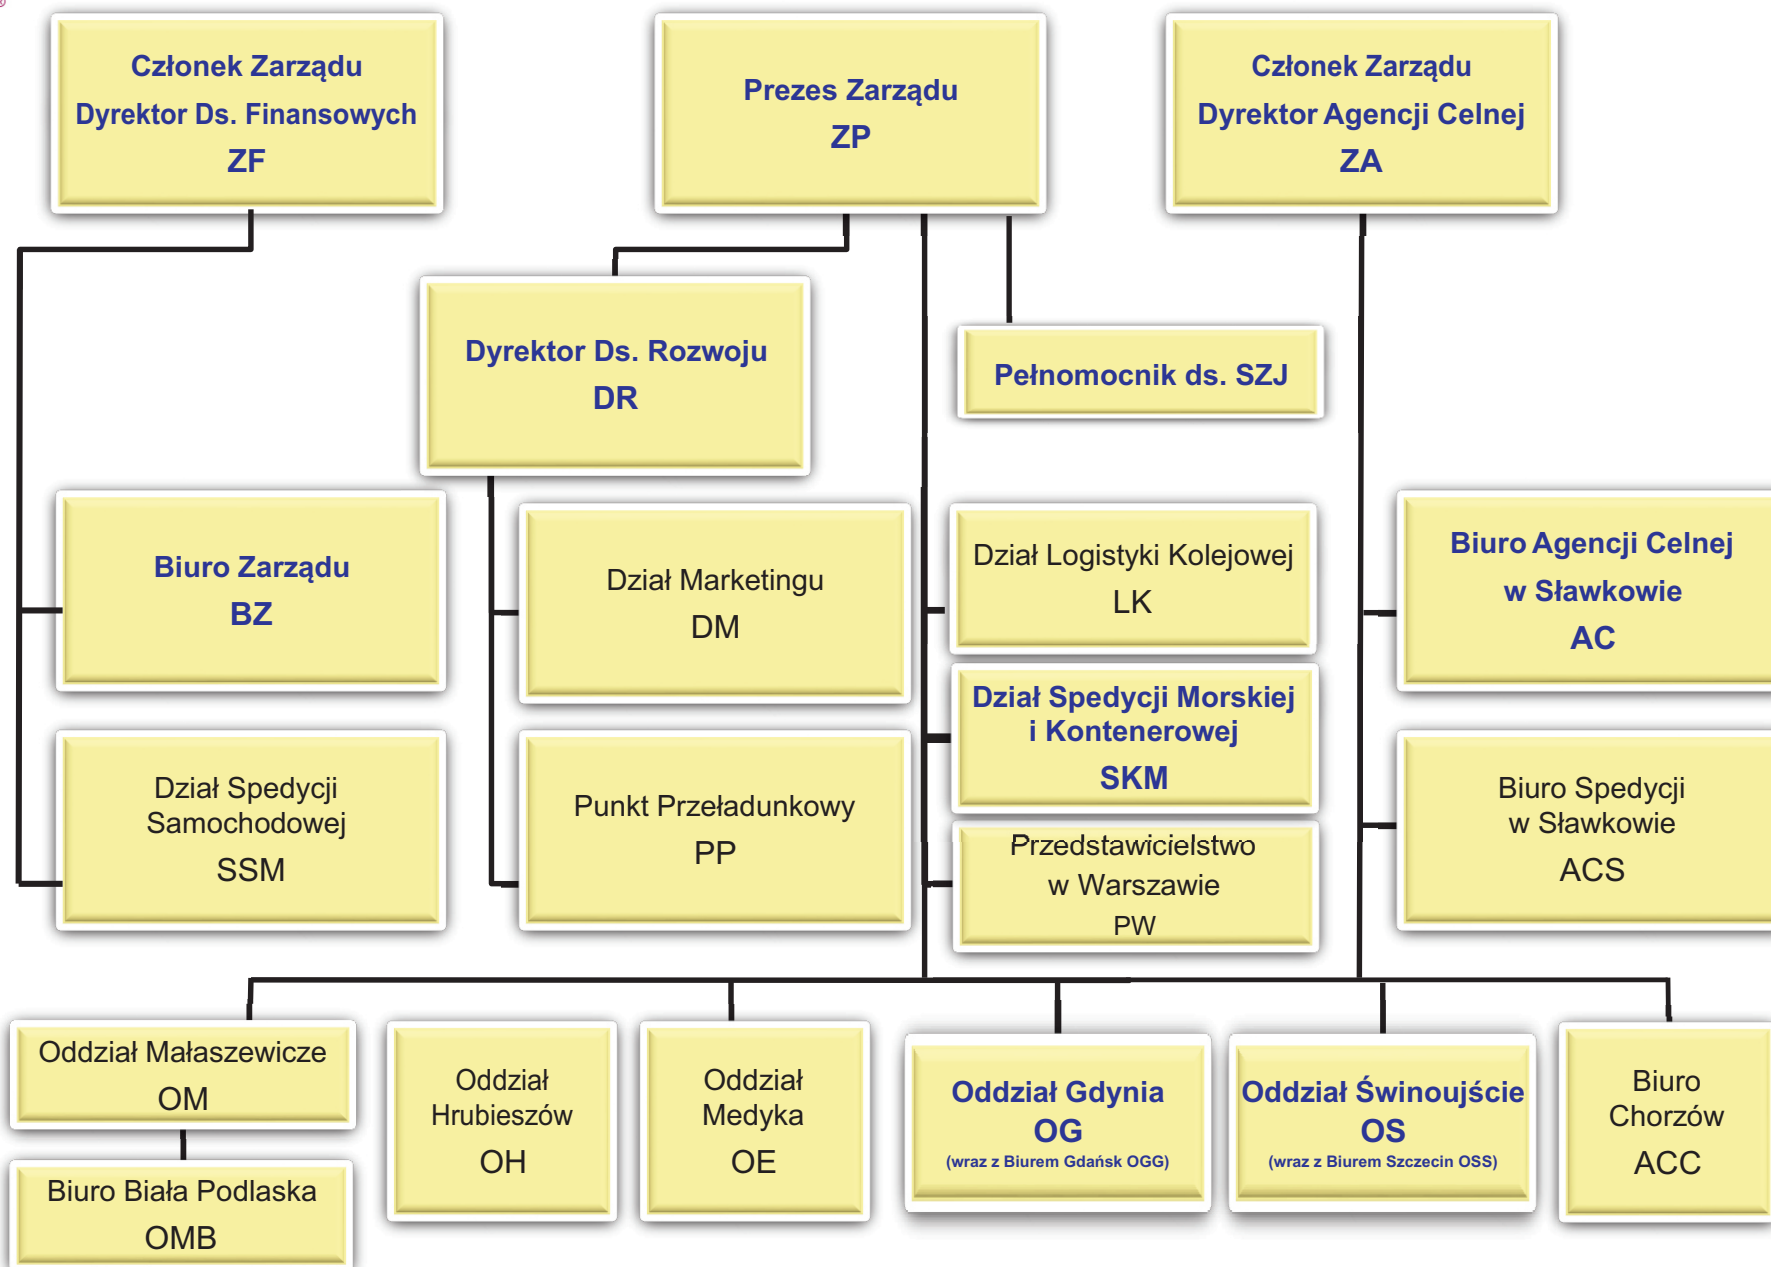 ®
Członek Zarządu
Dyrektor Ds. Finansowych
ZF
Prezes Zarządu
ZP
Członek Zarządu
Dyrektor Agencji Celnej
ZA
Dyrektor Ds. Rozwoju
DR
Pełnomocnik ds. SZJ
Biuro Zarządu
BZ
Dział Marketingu
DM
Dział Logistyki Kolejowej
LK
Biuro Agencji Celnej
w Sławkowie
AC
Dział Spedycji Morskiej
i Kontenerowej
SKM
Dział Spedycji
Samochodowej
SSM
Punkt Przeładunkowy
PP
Przedstawicielstwo
w Warszawie
PW
Biuro Spedycji
w Sławkowie
ACS
Oddział Małaszewicze
OM
Biuro Biała Podlaska
OMB
Oddział
Hrubieszów
OH
Oddział
Medyka
OE
Oddział Gdynia
OG
(wraz z Biurem Gdańsk OGG)
Oddział Świnoujście
OS
(wraz z Biurem Szczecin OSS)
Biuro
Chorzów
ACC